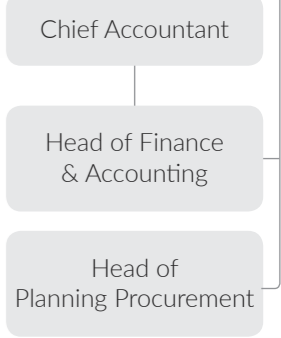 Chief Accountant
Head of Finance
& Accounting
Head of
Planning Procurement